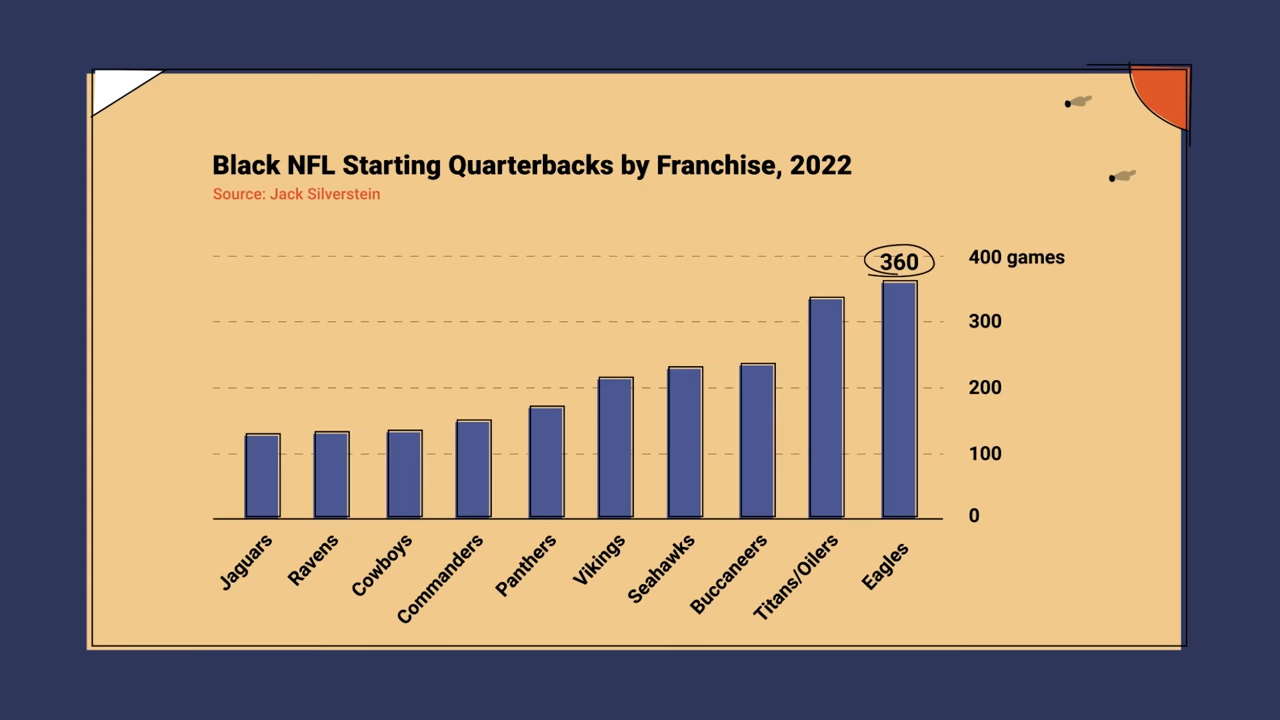 Black NFL Starting Quarterbacks by Franchise, 2022
Source: Jack Silverstein
360
400 games
300
200
100
0
Jaguars
Ravens
Cowboys
Commanders
Panthers
Vikings
Seahawks
Buccaneers
Titans/Oilers
Eagles